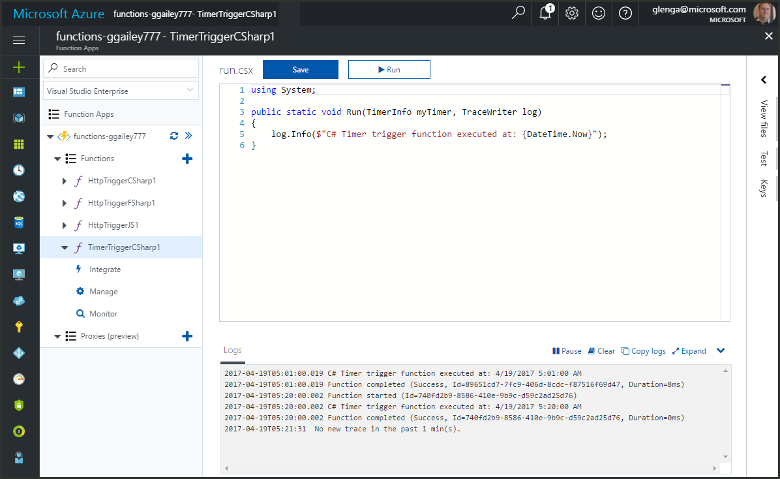 Microsoft Azure functions-ggailey777 - TimerTriggerCSharp1
1
glenga@microsoft.com
MICROSOFT
functions-ggailey777 - TimerTriggerCSharp1
Function Apps
Search
Visual Studio Enterprise
Function Apps
functions-ggailey777
Functions
HttpTriggerCSharp1
HttpTriggerFSharp1
HttpTriggerJS1
TimerTriggerCSharp1
Integrate
Manage
Monitor
Proxies (preview)
run.csx Save Run
1 using System;
2
3 public static void Run(TimerInfo myTimer, TraceWriter log)
4 {
5 log.Info($"C# Timer trigger function executed at: {DateTime.Now}");
6 }
View files
Test
Keys
Logs Pause Clear Copy logs Expand
2017-04-19T05:01:00.019 C# Timer trigger function executed at: 4/19/2017 5:01:00 AM
2017-04-19T05:01:00.019 Function completed (Success, Id=89651cd7-7fc9-406d-8cdc-f87516f69d47, Duration=8ms)
2017-04-19T05:20:00.002 Function started (Id=740fd2b9-8586-410e-9b9c-d59c2ad25d76)
2017-04-19T05:20:00.002 C# Timer trigger function executed at: 4/19/2017 5:20:00 AM
2017-04-19T05:20:00.002 Function completed (Success, Id=740fd2b9-8586-410e-9b9c-d59c2ad25d76, Duration=0ms)
2017-04-19T05:21:31 No new trace in the past 1 min(s).